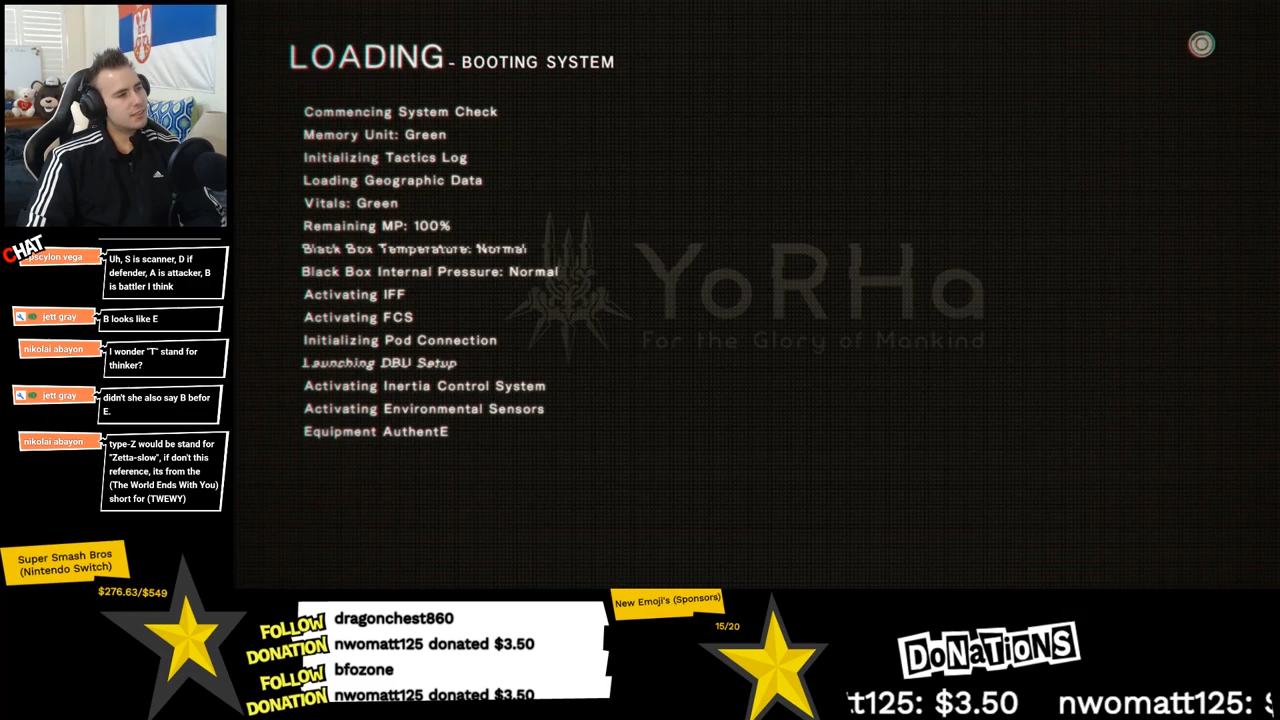 LOADING - BOOTING SYSTEM
Commencing System Check
Memory Unit: Green
Initializing Tactics Log
Loading Geographic Data
Vitals: Green
Remaining MP: 100%
Black Box Temperature: Normal
Black Box Internal Pressure: Normal
Activating IFF
Activating FCS
Initializing Pod Connection
Launching DBU Setup
Activating Inertia Control System
Activating Environmental Sensors
Equipment AuthentE
YoRHa
For the Glory of Mankind
CHAT
pscylon vega
Uh, S is scanner, D if
defender, A is attacker, B
is battler I think
jett gray
B looks like E
nikolai abayon
I wonder "T" stand for
thinker?
jett gray
didn't she also say B befor
E.
nikolai abayon
type-Z would be stand for
"Zetta-slow", if don't this
reference, its from the
(The World Ends With You)
short for (TWEWY)
Super Smash Bros
(Nintendo Switch)
$276.63/$549
FOLLOW dragonchest860
DONATION nwomatt125 donated $3.50
FOLLOW bfozone
DONATION nwomatt125 donated $3.50
New Emoji's (Sponsors)
15/20
DONATIONS
t125: $3.50 nwomatt125: $